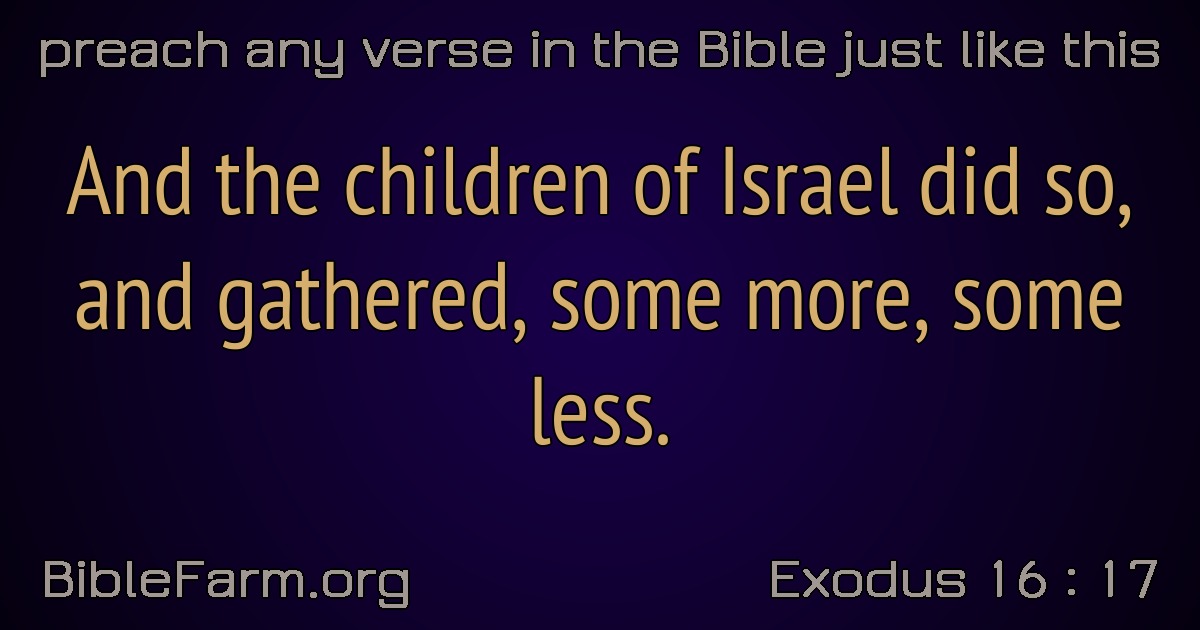 preach any verse in the Bible just like this
And the children of Israel did so,
and gathered, some more, some
less.
BibleFarm.org
Exodus 16 : 17